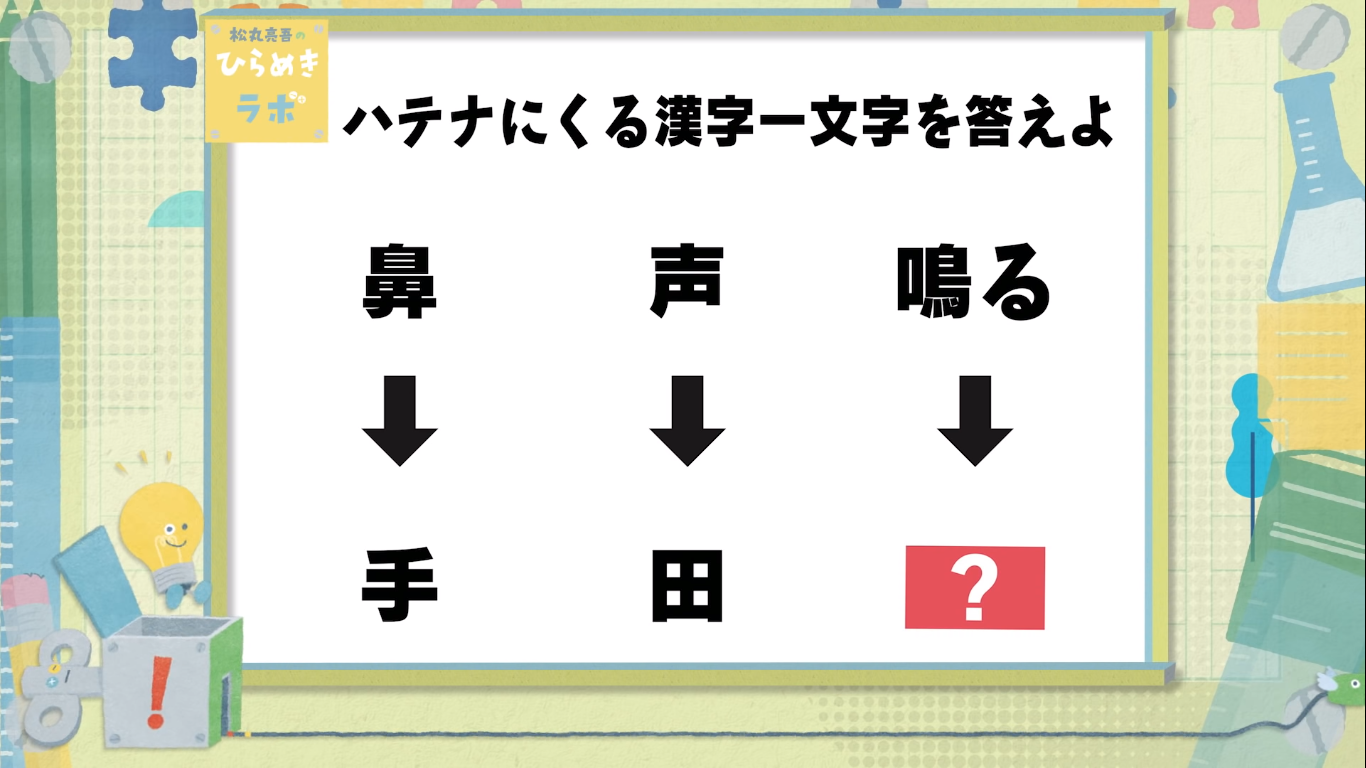 松丸亮吾の
ひらめき
ラボ
ハテナにくる漢字一文字を答えよ
鼻 声 鳴る
手 田 ?
!